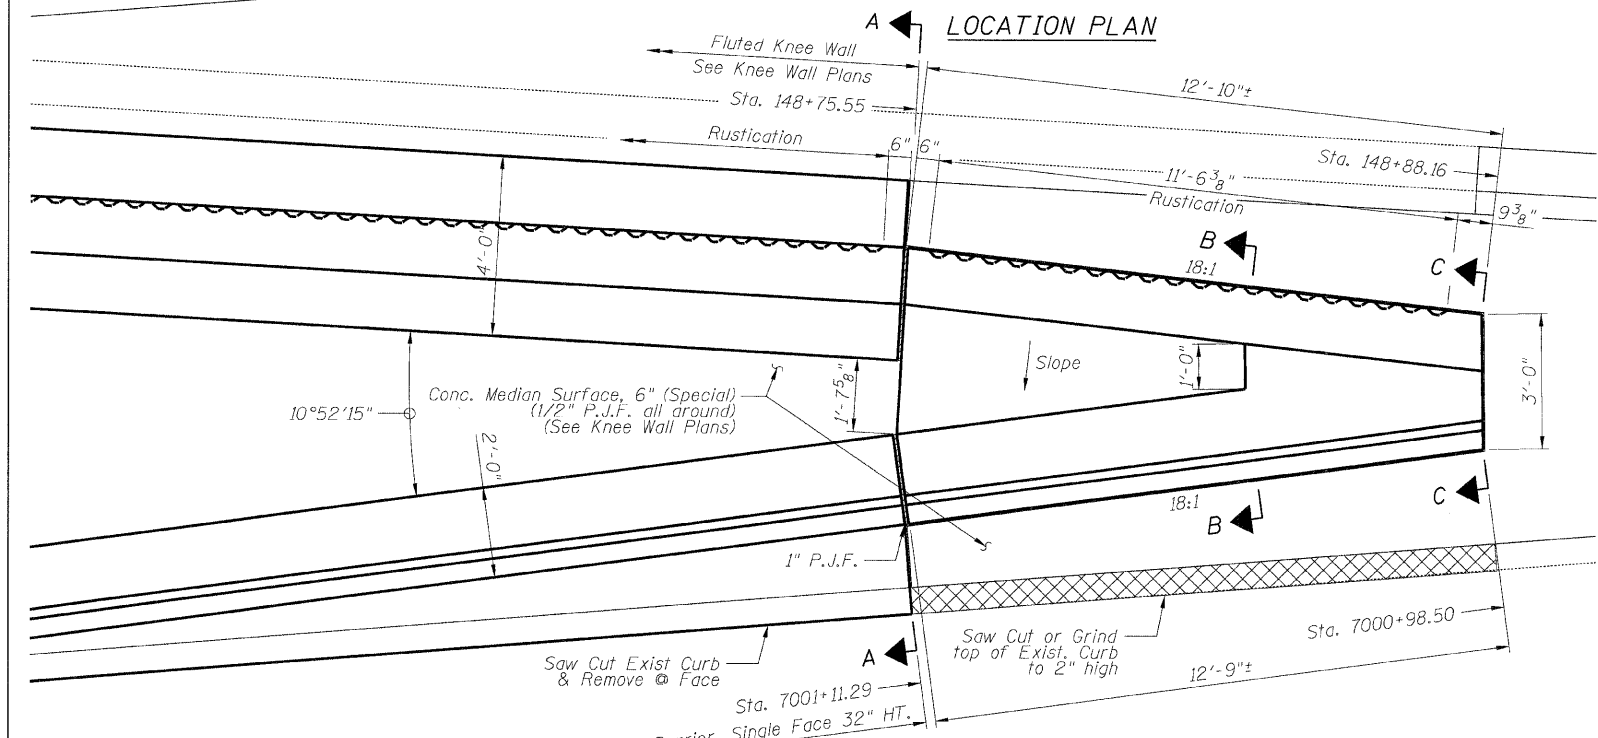 A
LOCATION PLAN
Fluted Knee Wall
See Knee Wall Plans
12'-10"±
Sta. 148+75.55
Rustication
6"
6"
Sta. 148+88.16
11'-6 3/8"
Rustication
9 3/8"
B
18:1
C
4'-0"
Slope
1'-0"
3'-0"
1'-7 5/8"
10°52'15"
Conc. Median Surface, 6" (Special)
(1/2" P.J.F. all around)
(See Knee Wall Plans)
2'-0"
18:1
B
C
1" P.J.F.
A
Saw Cut Exist Curb
& Remove @ Face
Saw Cut or Grind
top of Exist. Curb
to 2" high
Sta. 7000+98.50
12'-9"±
Sta. 7001+11.29
Single Face 32" HT.